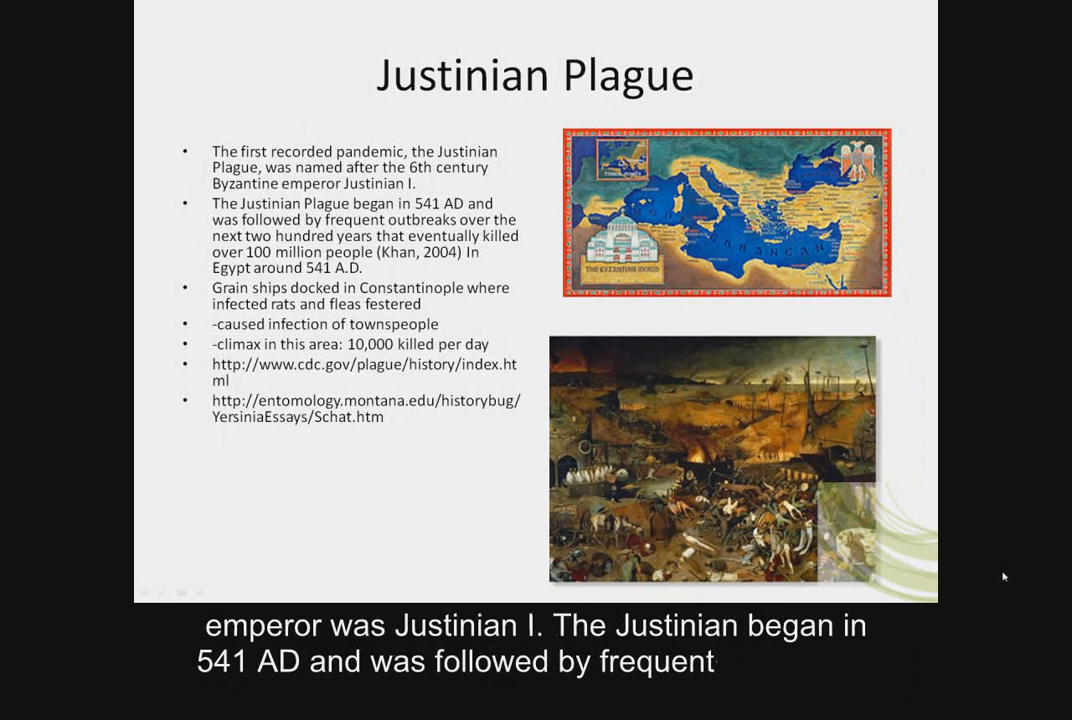 Justinian Plague
• The first recorded pandemic, the Justinian
Plague, was named after the 6th century
Byzantine emperor Justinian I.
• The Justinian Plague began in 541 AD and
was followed by frequent outbreaks over the
next two hundred years that eventually killed
over 100 million people (Khan, 2004) In
Egypt around 541 A.D.
• Grain ships docked in Constantinople where
infected rats and fleas festered
• -caused infection of townspeople
• -climax in this area: 10,000 killed per day
• http://www.cdc.gov/plague/history/index.ht
ml
• http://entomology.montana.edu/historybug/
YersiniaEssays/Schat.htm
THE BYZANTINE WORLD
emperor was Justinian I. The Justinian began in
541 AD and was followed by frequent